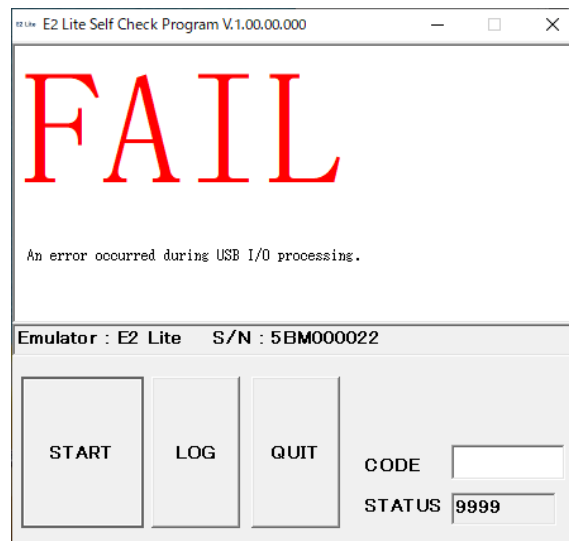 E2 Lite E2 Lite Self Check Program V.1.00.00.000
FAIL
An error occurred during USB I/O processing.
Emulator : E2 Lite S/N : 5BM000022
START
LOG
QUIT
CODE
STATUS 9999